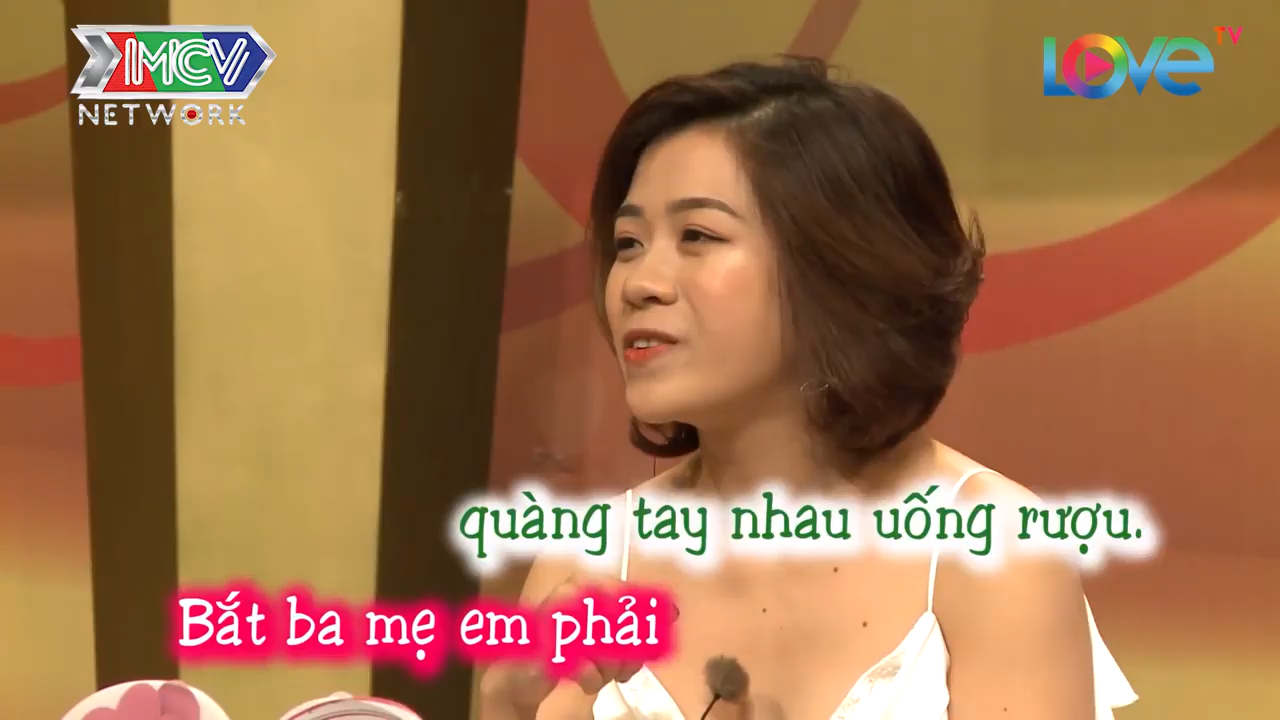 MCV
NETWORK
LOVE TV
quàng tay nhau uống rượu.
Bắt ba mẹ em phải